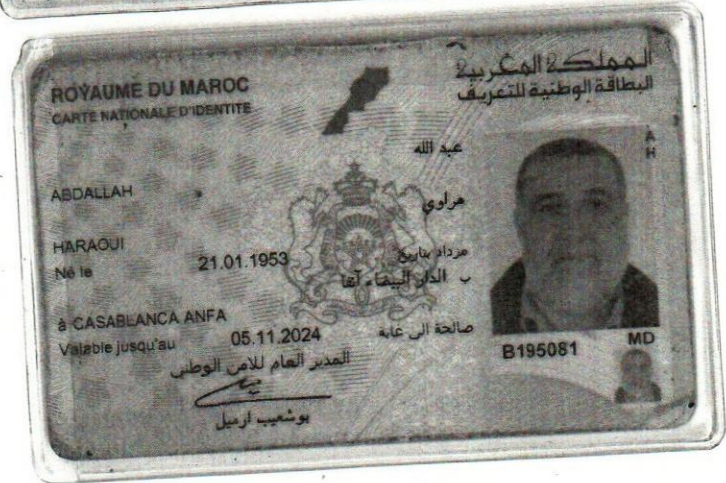 ROYAUME DU MAROC
المملكة المغربية
CARTE NATIONALE D'IDENTITE
البطاقة الوطنية للتعريف
عبد الله
ABDALLAH
هراوي
HARAOUI
Né le 21.01.1953 مزداد بتاريخ
ب الدار البيضاء آنفا
à CASABLANCA ANFA
Valable jusqu'au 05.11.2024 صالحة الى غاية
المدير العام للأمن الوطني
بوشعيب ارميل
A
H
B195081
MD